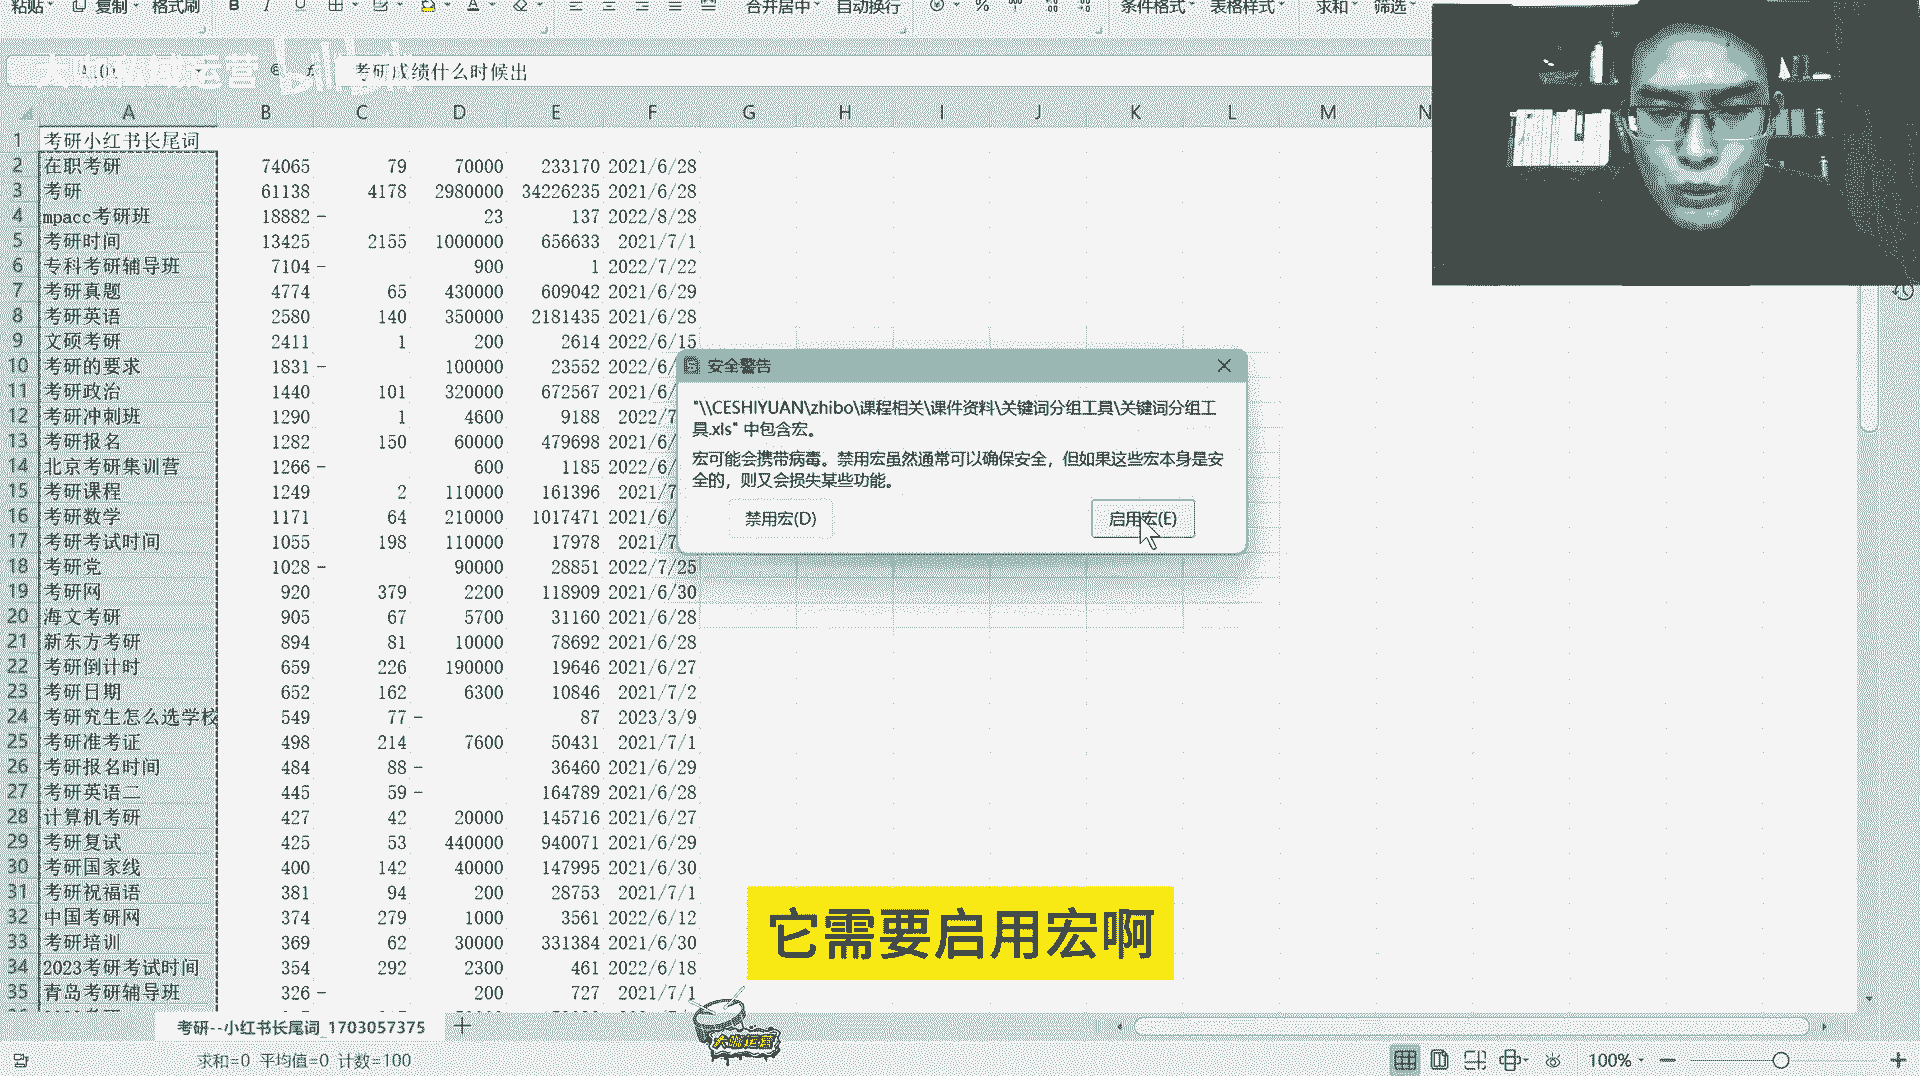 粘贴 复制 格式刷 B I U A 合并居中 自动换行 % 条件格式 表格样式 求和 筛选
考研成绩什么时候出
A B C D E F G H I J K L M N
1 考研小红书长尾词
2 在职考研 74065 79 70000 233170 2021/6/28
3 考研 61138 4178 2980000 34226235 2021/6/28
4 mpacc考研班 18882 - 23 137 2022/8/28
5 考研时间 13425 2155 1000000 656633 2021/7/1
6 专科考研辅导班 7104 - 900 1 2022/7/22
7 考研真题 4774 65 430000 609042 2021/6/29
8 考研英语 2580 140 350000 2181435 2021/6/28
9 文硕考研 2411 1 200 2614 2022/6/15
10 考研的要求 1831 - 100000 23552 2022/6/
11 考研政治 1440 101 320000 672567 2021/6/
12 考研冲刺班 1290 1 4600 9188 2022/7
13 考研报名 1282 150 60000 479698 2021/6/
14 北京考研集训营 1266 - 600 1185 2022/6/
15 考研课程 1249 2 110000 161396 2021/7
16 考研数学 1171 64 210000 1017471 2021/6/
17 考研考试时间 1055 198 110000 17978 2021/7
18 考研党 1028 - 90000 28851 2022/7/25
19 考研网 920 379 2200 118909 2021/6/30
20 海文考研 905 67 5700 31160 2021/6/28
21 新东方考研 894 81 10000 78692 2021/6/28
22 考研倒计时 659 226 190000 19646 2021/6/27
23 考研日期 652 162 6300 10846 2021/7/2
24 考研究生怎么选学校 549 77 - 87 2023/3/9
25 考研准考证 498 214 7600 50431 2021/7/1
26 考研报名时间 484 88 - 36460 2021/6/29
27 考研英语二 445 59 - 164789 2021/6/28
28 计算机考研 427 42 20000 145716 2021/6/27
29 考研复试 425 53 440000 940071 2021/6/29
30 考研国家线 400 142 40000 147995 2021/6/30
31 考研祝福语 381 94 200 28753 2021/7/1
32 中国考研网 374 279 1000 3561 2022/6/12
33 考研培训 369 62 30000 331384 2021/6/30
34 2023考研考试时间 354 292 2300 461 2022/6/18
35 青岛考研辅导班 326 - 200 727 2021/7/1
安全警告
"\\CESHIYUAN\zhibo\课程相关\课件资料\关键词分组工具\关键词分组工
具.xls" 中包含宏。
宏可能会携带病毒。禁用宏虽然通常可以确保安全，但如果这些宏本身是安
全的，则又会损失某些功能。
禁用宏(D) 启用宏(E)
它需要启用宏啊
考研--小红书长尾词_1703057375
求和=0 平均值=0 计数=100
100%